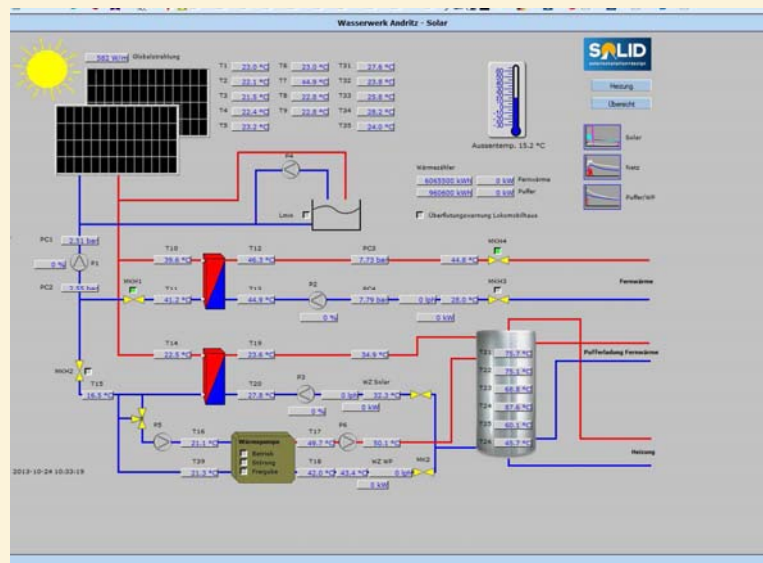 Wasserwerk Andritz - Solar
562 W/m Globalstrahlung
T1 23.0 °C T6 23.0 °C T31 27.6 °C
T2 22.1 °C T7 44.9 °C T32 23.8 °C
T3 21.5 °C T8 22.8 °C T33 25.6 °C
T4 22.4 °C T9 22.8 °C T34 28.2 °C
T5 23.2 °C T35 24.0 °C
SOLID
Heizung
Übersicht
Aussentemp. 15.2 °C
Solar
Netz
Puffer/WP
P4
Wärmezähler
6065500 kWh 0 kW Fernwärme
960600 kWh 0 kW Puffer
Lmin
Überflutungswarnung Lokomobilhaus
PC1 2.51 bar
0 % P1
PC2 2.55 bar
T10 T12 PC3 MKH4
39.6 °C 46.3 °C 7.73 bar 44.8 °C
MKH1 T11 T13 P2 PC4 MKH3 Fernwärme
41.2 °C 44.9 °C 7.79 bar 0 lph 28.0 °C
0 % 0 kW
T14 T19
22.5 °C 23.6 °C 34.9 °C
T21 75.7 °C Pufferladung Fernwärme
T22 75.1 °C
T23 66.8 °C
T24 67.6 °C
T25 60.1 °C
T26 45.7 °C
MKH2
T15 T20 P3 WZ Solar
16.5 °C 27.8 °C 0 lph 32.3 °C
0 % 0 kW
P5 T16 T17 P6
21.1 °C 49.7 °C 50.1 °C
Wärmepumpe
Betrieb
Störung
Freigabe
Heizung
T39 T18 WZ WP MK2
21.3 °C 42.0 °C 43.4 °C 0 lph
0 kW
2013-10-24 10:33:19